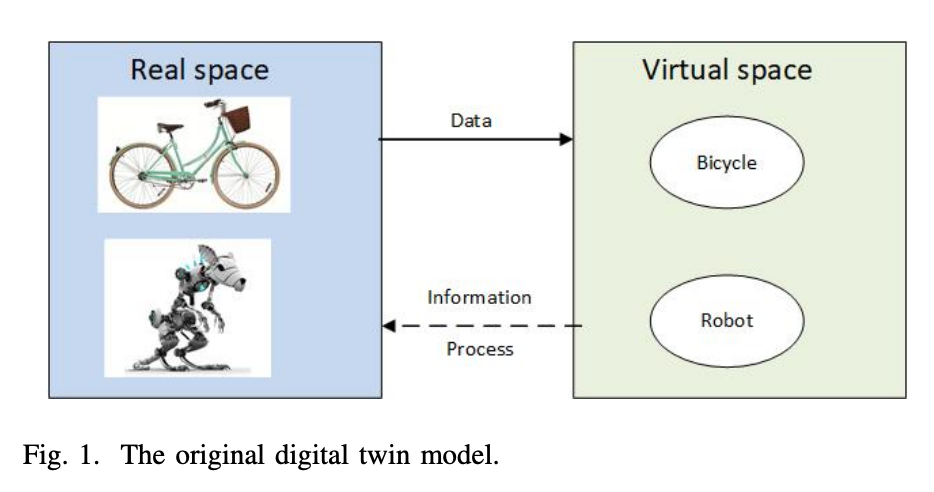 Real space
Virtual space
Data
Bicycle
Information
Process
Robot
Fig. 1. The original digital twin model.